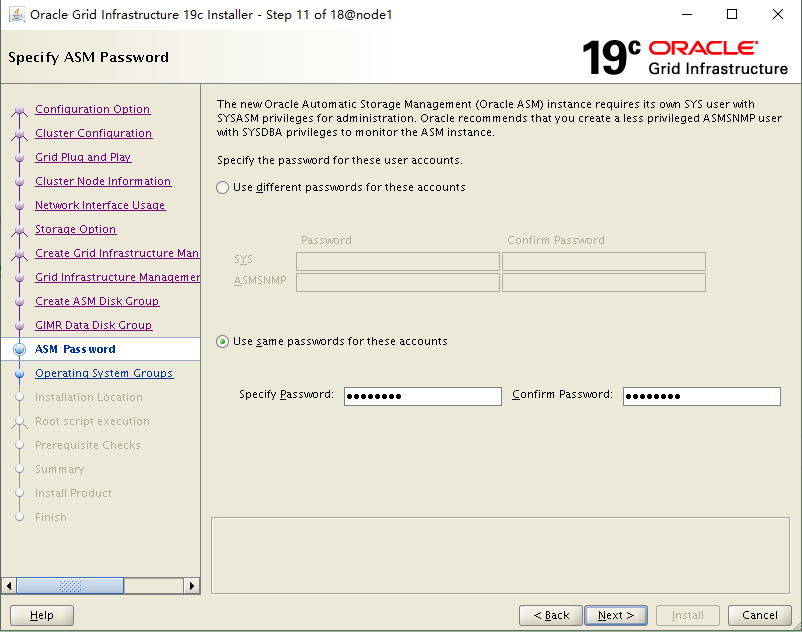 Oracle Grid Infrastructure 19c Installer - Step 11 of 18@node1
Specify ASM Password
19c ORACLE
Grid Infrastructure
Configuration Option
Cluster Configuration
Grid Plug and Play
Cluster Node Information
Network Interface Usage
Storage Option
Create Grid Infrastructure Man
Grid Infrastructure Managemen
Create ASM Disk Group
GIMR Data Disk Group
ASM Password
Operating System Groups
Installation Location
Root script execution
Prerequisite Checks
Summary
Install Product
Finish
The new Oracle Automatic Storage Management (Oracle ASM) instance requires its own SYS user with
SYSASM privileges for administration. Oracle recommends that you create a less privileged ASMSNMP user
with SYSDBA privileges to monitor the ASM instance.
Specify the password for these user accounts.
Use different passwords for these accounts
Password Confirm Password
SYS
ASMSNMP
Use same passwords for these accounts
Specify Password: •••••••• Confirm Password: ••••••••
Help < Back Next > Install Cancel